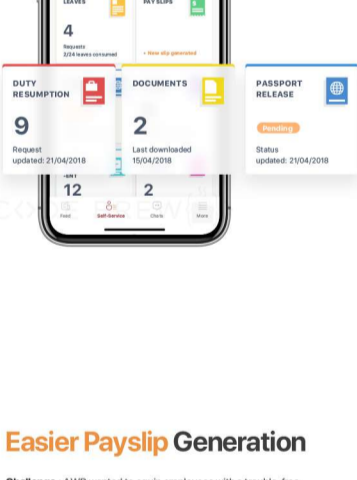 LEAVES
PAY SLIPS
4
Requests
2/24 leaves consumed
• New slip generated
DUTY
RESUMPTION
9
Request
updated: 21/04/2018
DOCUMENTS
2
Last downloaded
15/04/2018
PASSPORT
RELEASE
Pending
Status
updated: 21/04/2018
12
2
Feed
Self-Service
Chats
More
Easier Payslip Generation